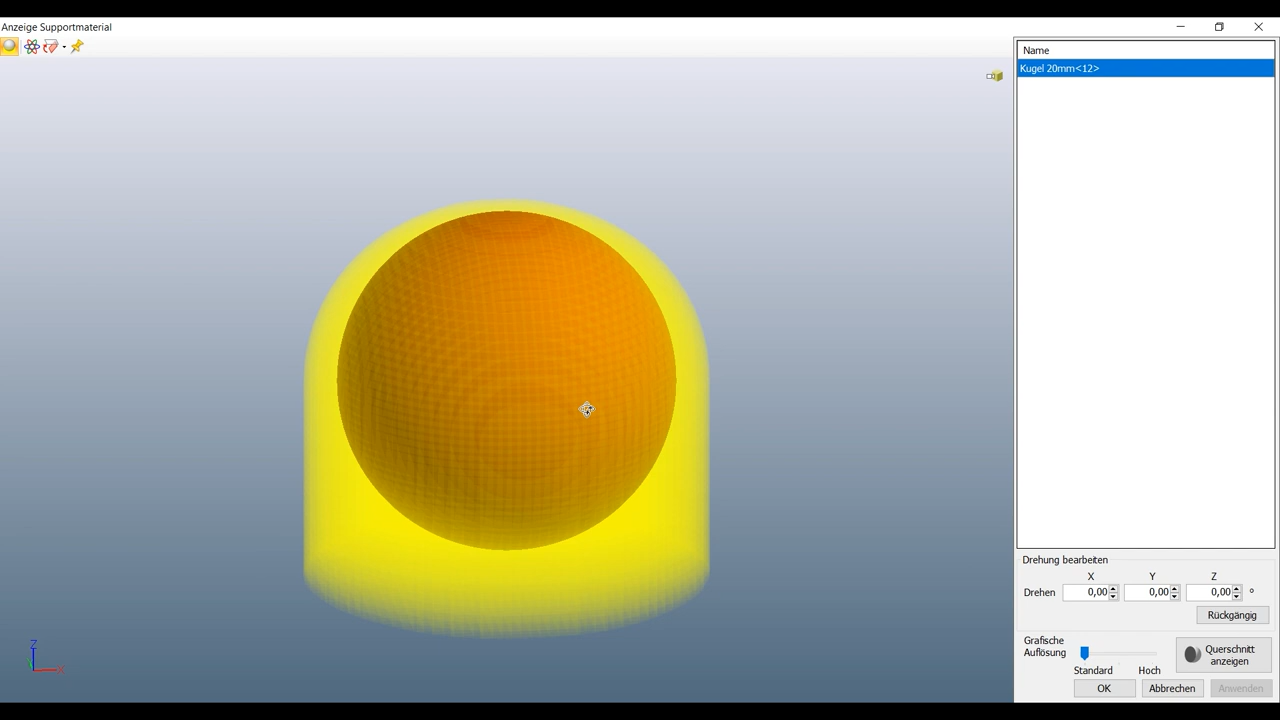 Anzeige Supportmaterial
Name
Kugel 20mm<12>
Drehung bearbeiten
X Y Z
Drehen 0,00 0,00 0,00 °
Rückgängig
Grafische
Auflösung
Standard Hoch
Querschnitt
anzeigen
OK Abbrechen Anwenden
Z
X